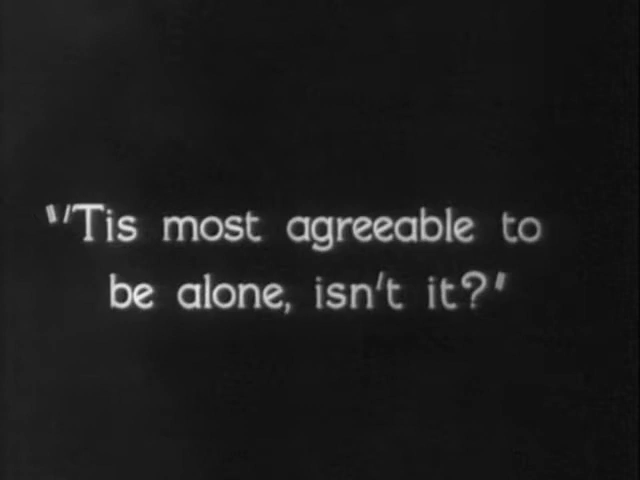 "'Tis most agreeable to
be alone, isn't it?"